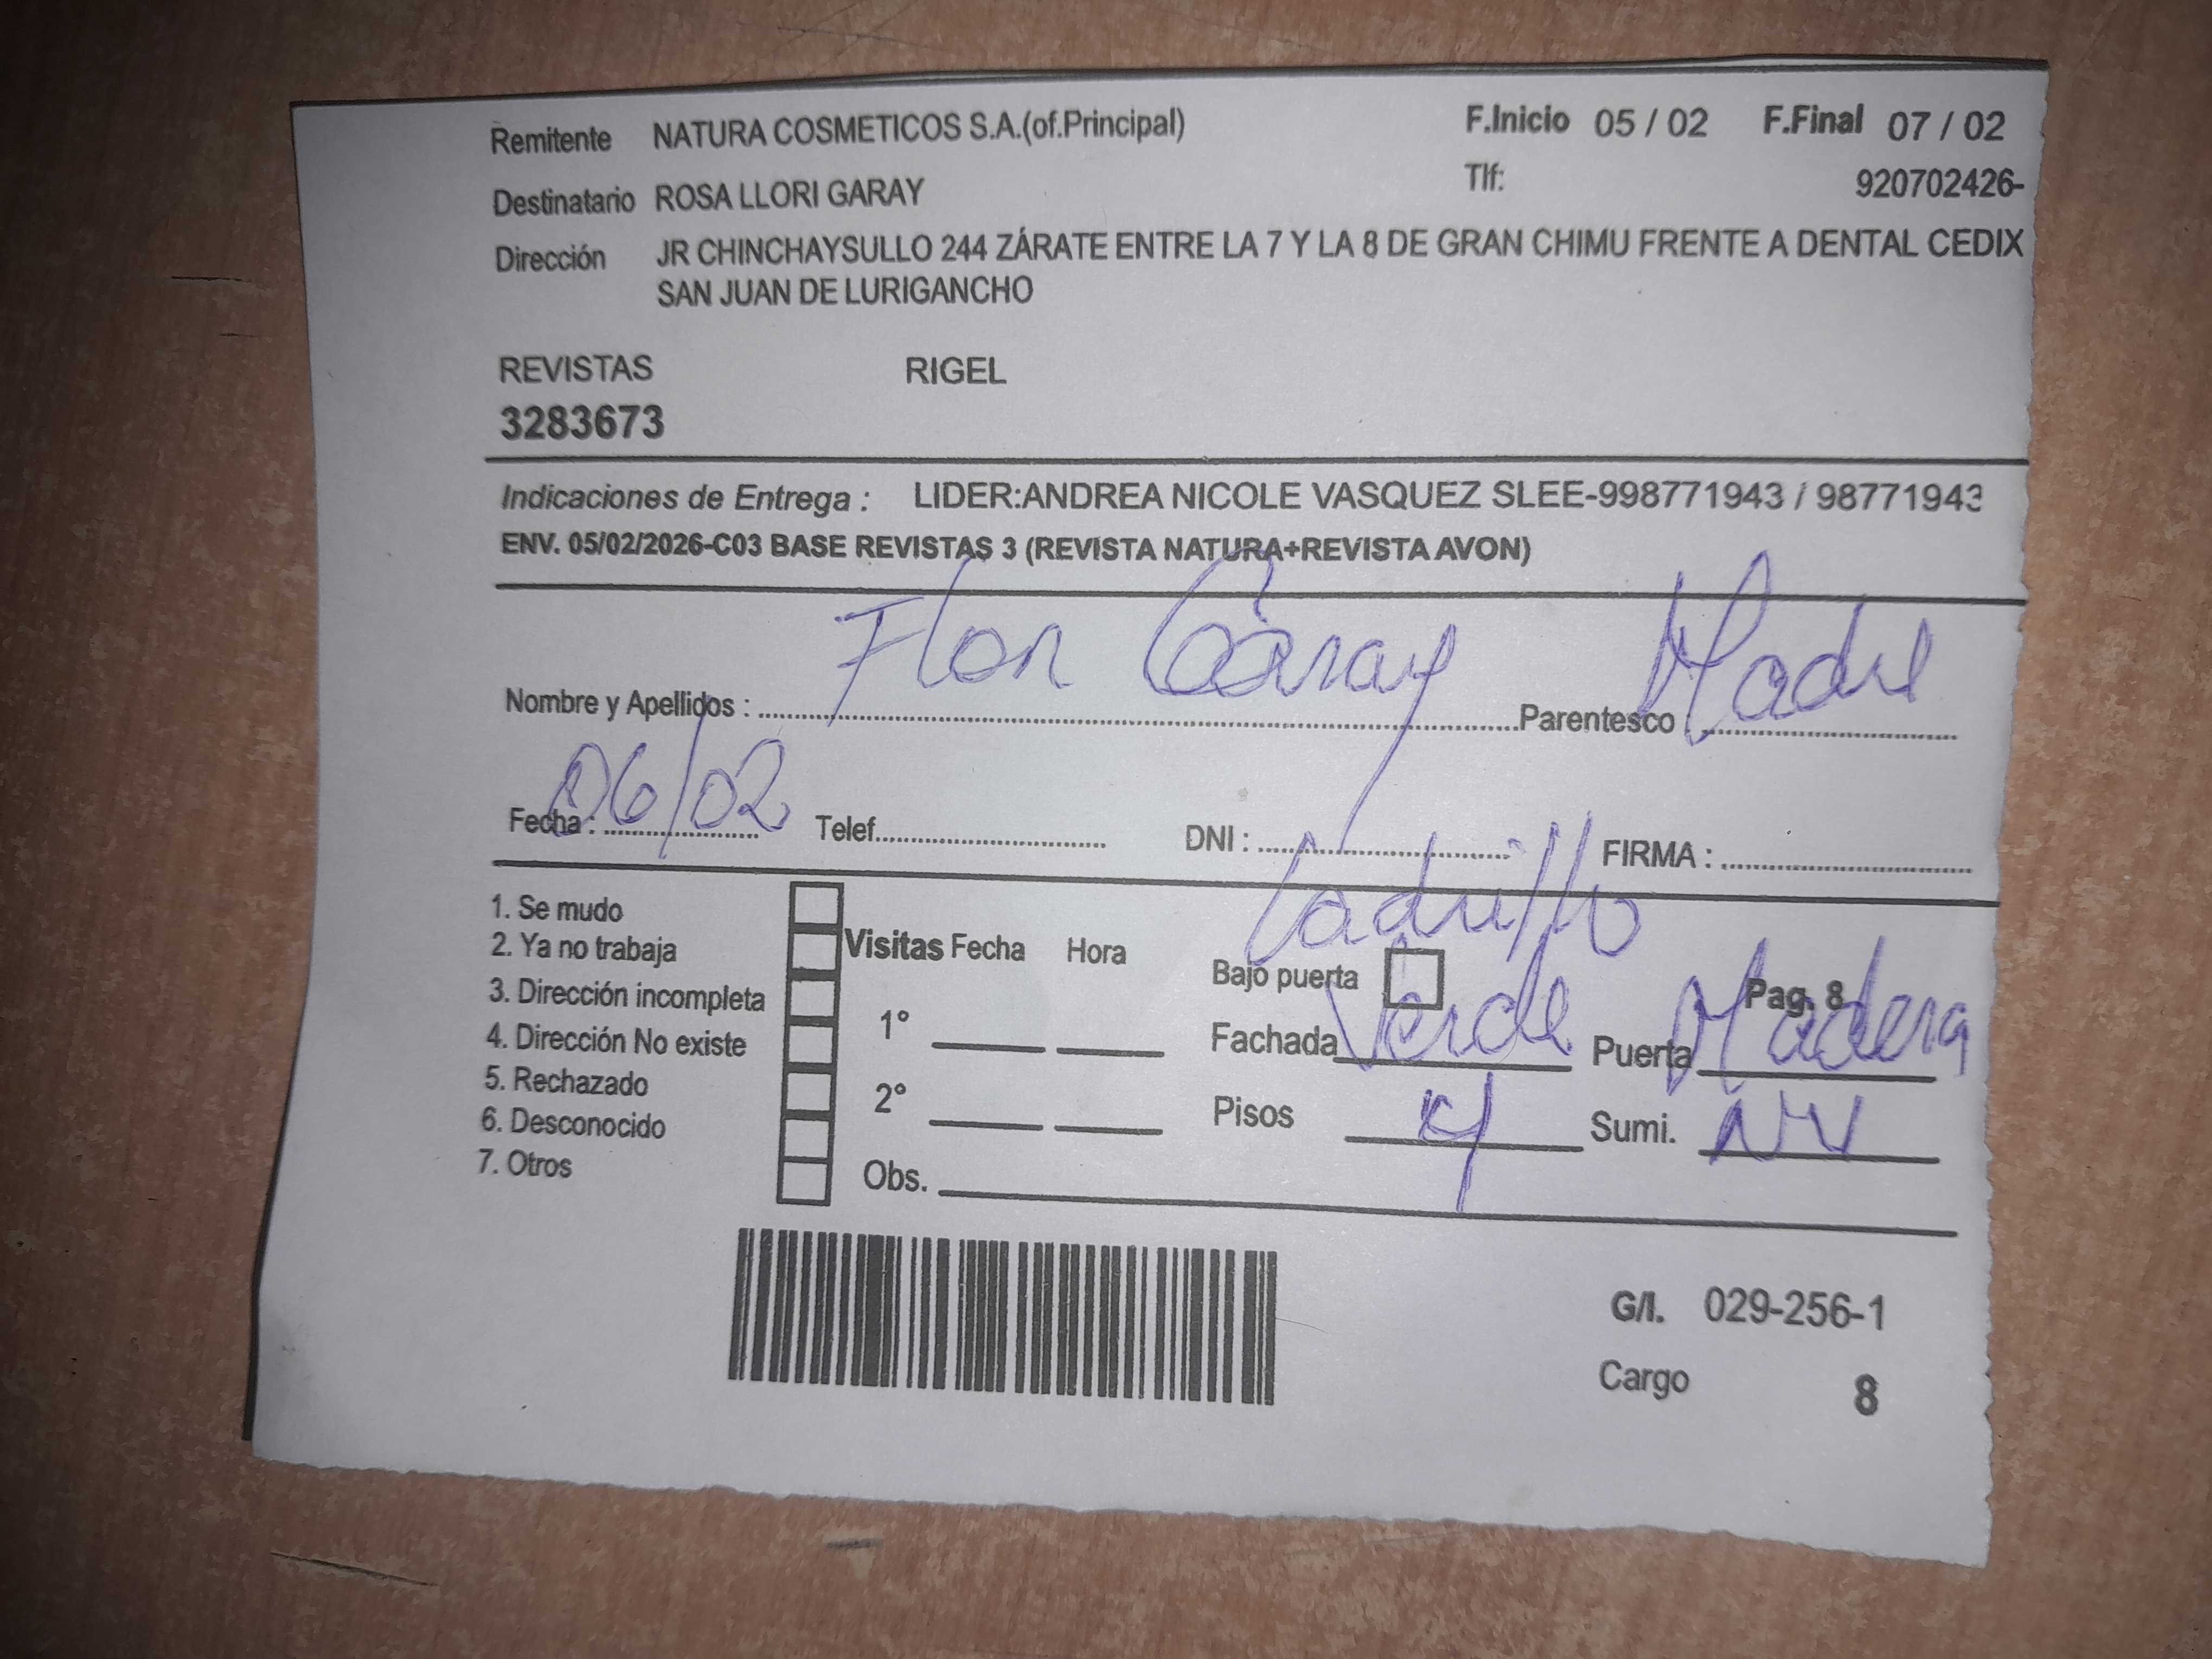 Remitente NATURA COSMETICOS S.A.(of.Principal) F.Inicio 05 / 02 F.Final 07 / 02
Destinatario ROSA LLORI GARAY Tlf: 920702426-
Dirección JR CHINCHAYSULLO 244 ZÁRATE ENTRE LA 7 Y LA 8 DE GRAN CHIMU FRENTE A DENTAL CEDIX
SAN JUAN DE LURIGANCHO
REVISTAS RIGEL
3283673
Indicaciones de Entrega : LIDER:ANDREA NICOLE VASQUEZ SLEE-998771943 / 98771943
ENV. 05/02/2026-C03 BASE REVISTAS 3 (REVISTA NATURA+REVISTA AVON)
Nombre y Apellidos : Flor Garay Parentesco : Madre
Fecha : 06/02 Telef. DNI : FIRMA :
Ladrillo
1. Se mudo
2. Ya no trabaja Visitas Fecha Hora Bajo puerta Pag. 8
3. Dirección incompleta
4. Dirección No existe 1° Fachada Verde Puerta Madera
5. Rechazado
6. Desconocido 2° Pisos 4 Sumi. NV
7. Otros Obs.
G/I. 029-256-1
Cargo 8